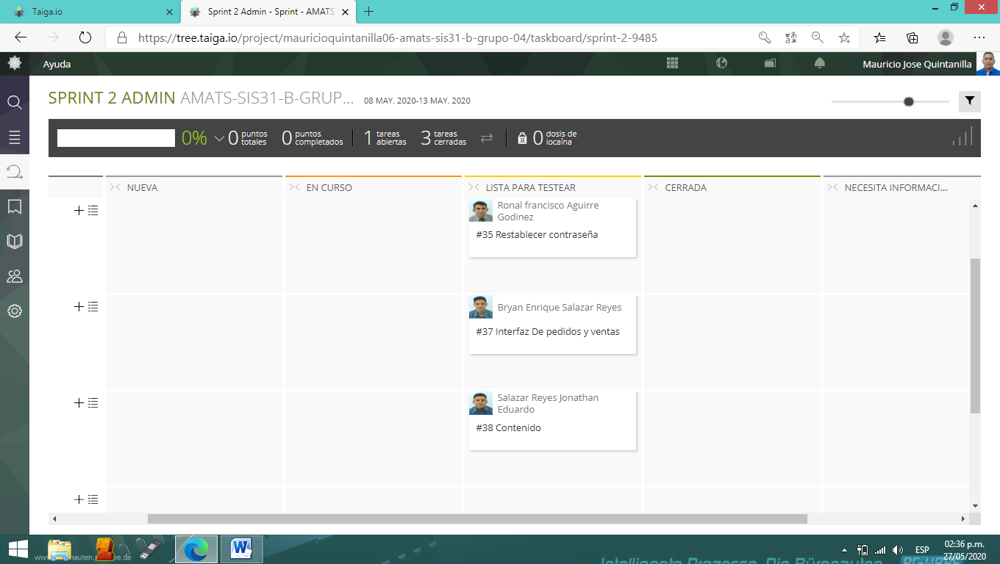 Taiga.io
Sprint 2 Admin - Sprint - AMATS
https://tree.taiga.io/project/mauricioquintanilla06-amats-sis31-b-grupo-04/taskboard/sprint-2-9485
Ayuda
Mauricio Jose Quintanilla
SPRINT 2 ADMIN AMATS-SIS31-B-GRUP... 08 MAY. 2020-13 MAY. 2020
0% 0 puntos totales 0 puntos completados 1 tareas abiertas 3 tareas cerradas 0 dosis de iocaína
NUEVA
EN CURSO
LISTA PARA TESTEAR
CERRADA
NECESITA INFORMACI...
Ronal francisco Aguirre
Godinez
#35 Restablecer contraseña
Bryan Enrique Salazar Reyes
#37 Interfaz De pedidos y ventas
Salazar Reyes Jonathan
Eduardo
#38 Contenido
ESP
02:36 p.m.
27/05/2020